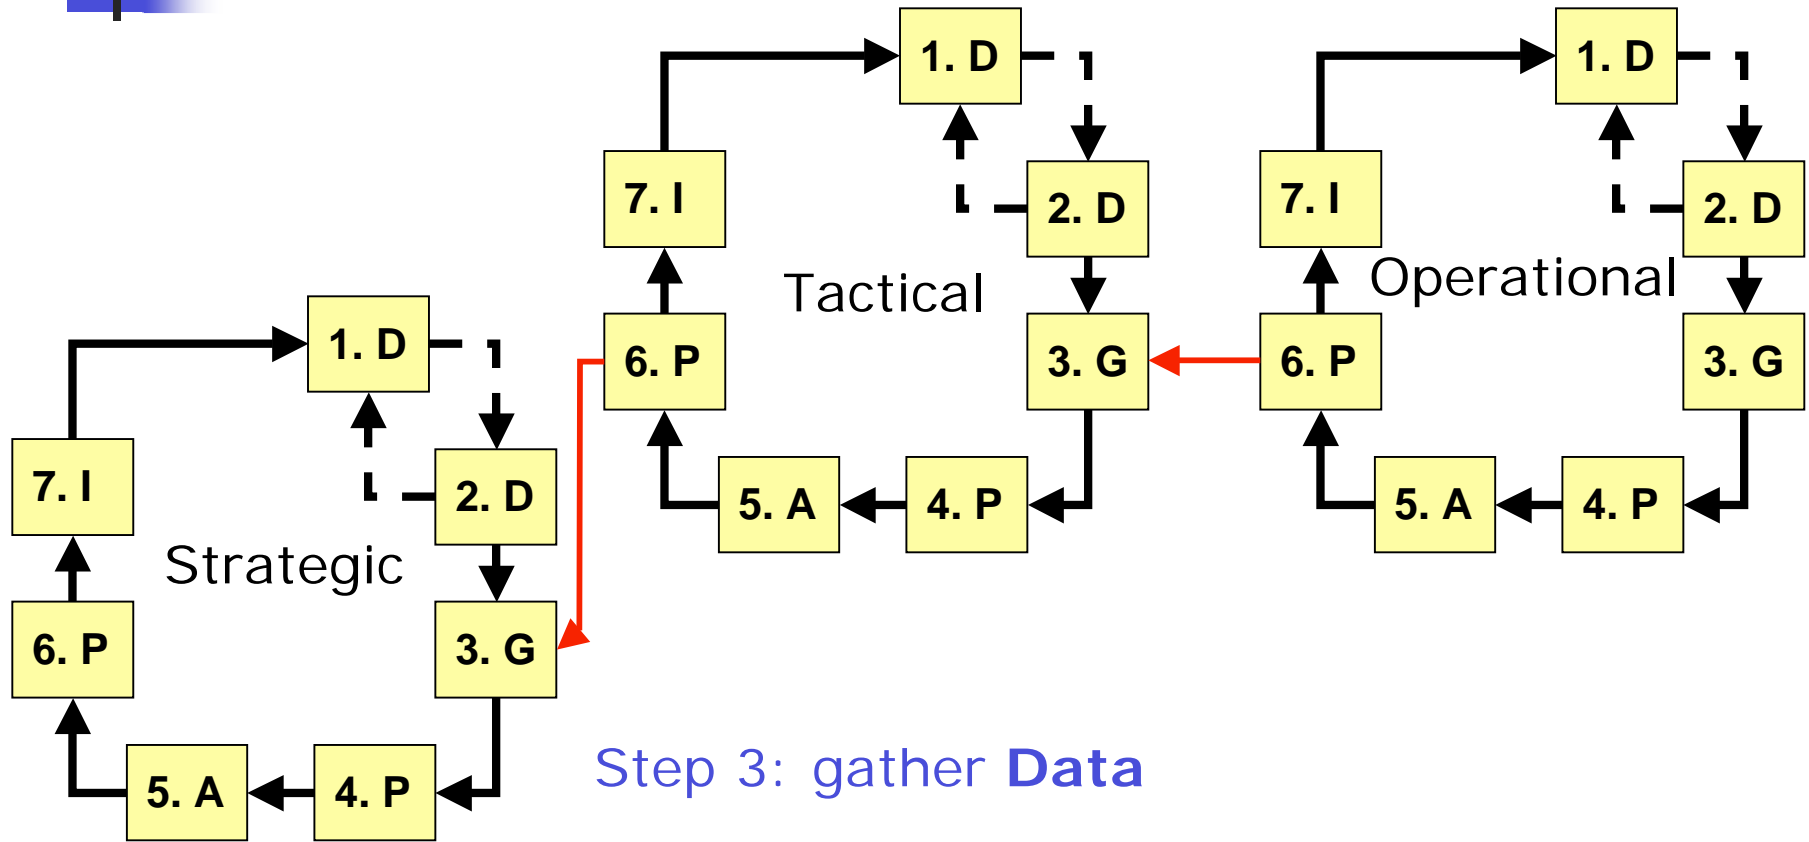 1. D
2. D
3. G
4. P
5. A
6. P
7. I
Strategic
1. D
2. D
3. G
4. P
5. A
6. P
7. I
Tactical
1. D
2. D
3. G
4. P
5. A
6. P
7. I
Operational
Step 3: gather Data